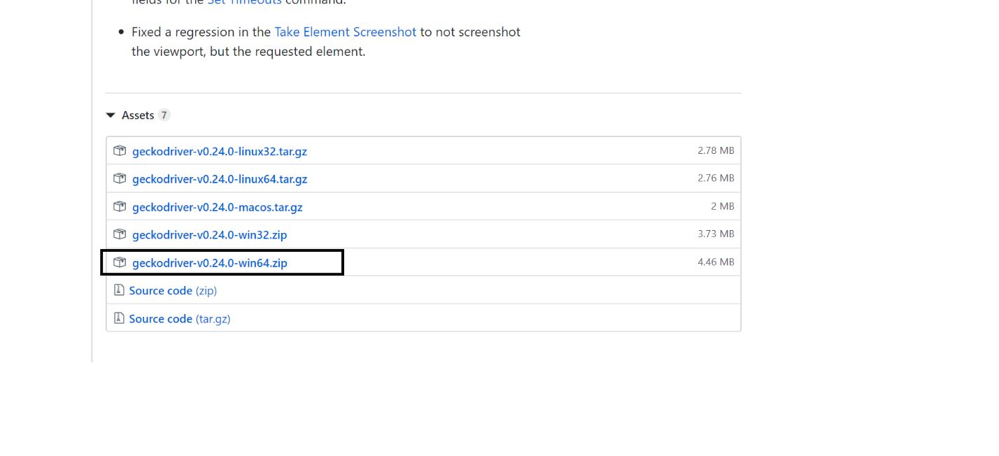 fields for the Set Timeouts command.
• Fixed a regression in the Take Element Screenshot to not screenshot
the viewport, but the requested element.
Assets 7
geckodriver-v0.24.0-linux32.tar.gz 2.78 MB
geckodriver-v0.24.0-linux64.tar.gz 2.76 MB
geckodriver-v0.24.0-macos.tar.gz 2 MB
geckodriver-v0.24.0-win32.zip 3.73 MB
geckodriver-v0.24.0-win64.zip 4.46 MB
Source code (zip)
Source code (tar.gz)